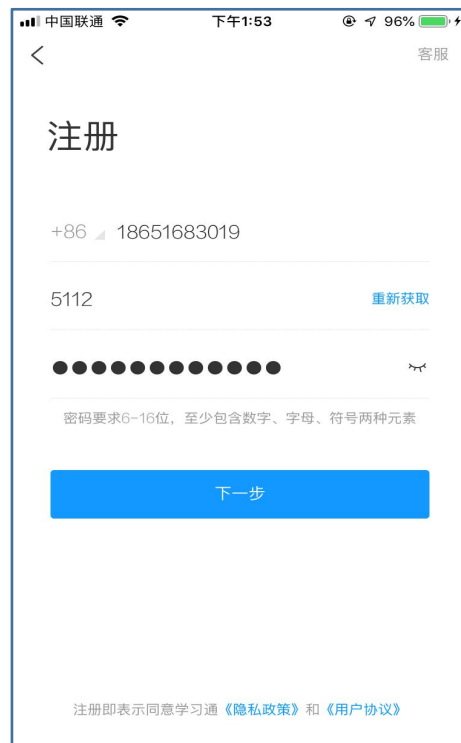 中国联通 下午1:53 96%
客服
注册
+86 18651683019
5112 重新获取
●●●●●●●●●●●●
密码要求6-16位，至少包含数字、字母、符号两种元素
下一步
注册即表示同意学习通《隐私政策》和《用户协议》